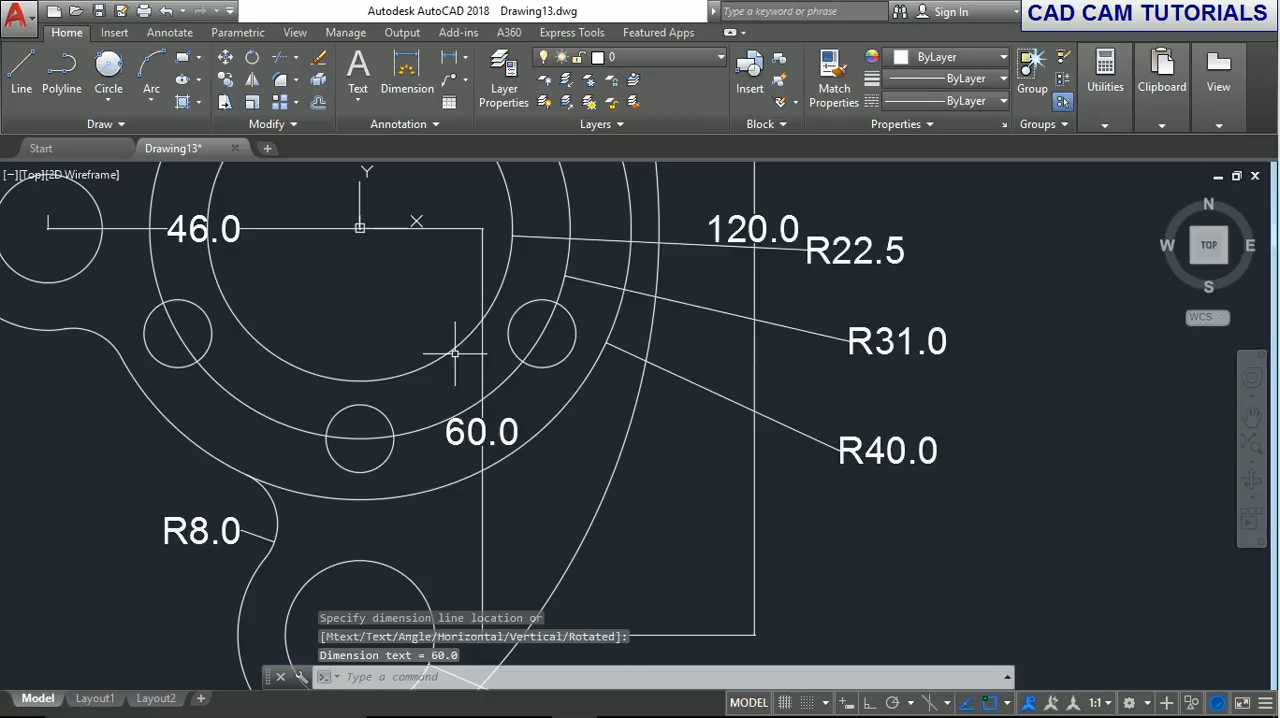 Autodesk AutoCAD 2018 Drawing13.dwg
Type a keyword or phrase
Sign In
CAD CAM TUTORIALS
Home Insert Annotate Parametric View Manage Output Add-ins A360 Express Tools Featured Apps
Line Polyline Circle Arc
Text Dimension
Layer
Properties
0
Insert
Match
Properties
ByLayer
ByLayer
ByLayer
Group
Utilities
Clipboard
View
Draw Modify Annotation Layers Block Properties Groups
Start Drawing13*
[−][Top][2D Wireframe]
Y
X
46.0
120.0
R22.5
R31.0
60.0
R40.0
R8.0
N
W TOP E
S
WCS
Specify dimension line location or
[Mtext/Text/Angle/Horizontal/Vertical/Rotated]:
Dimension text = 60.0
Type a command
Model Layout1 Layout2
MODEL
1:1